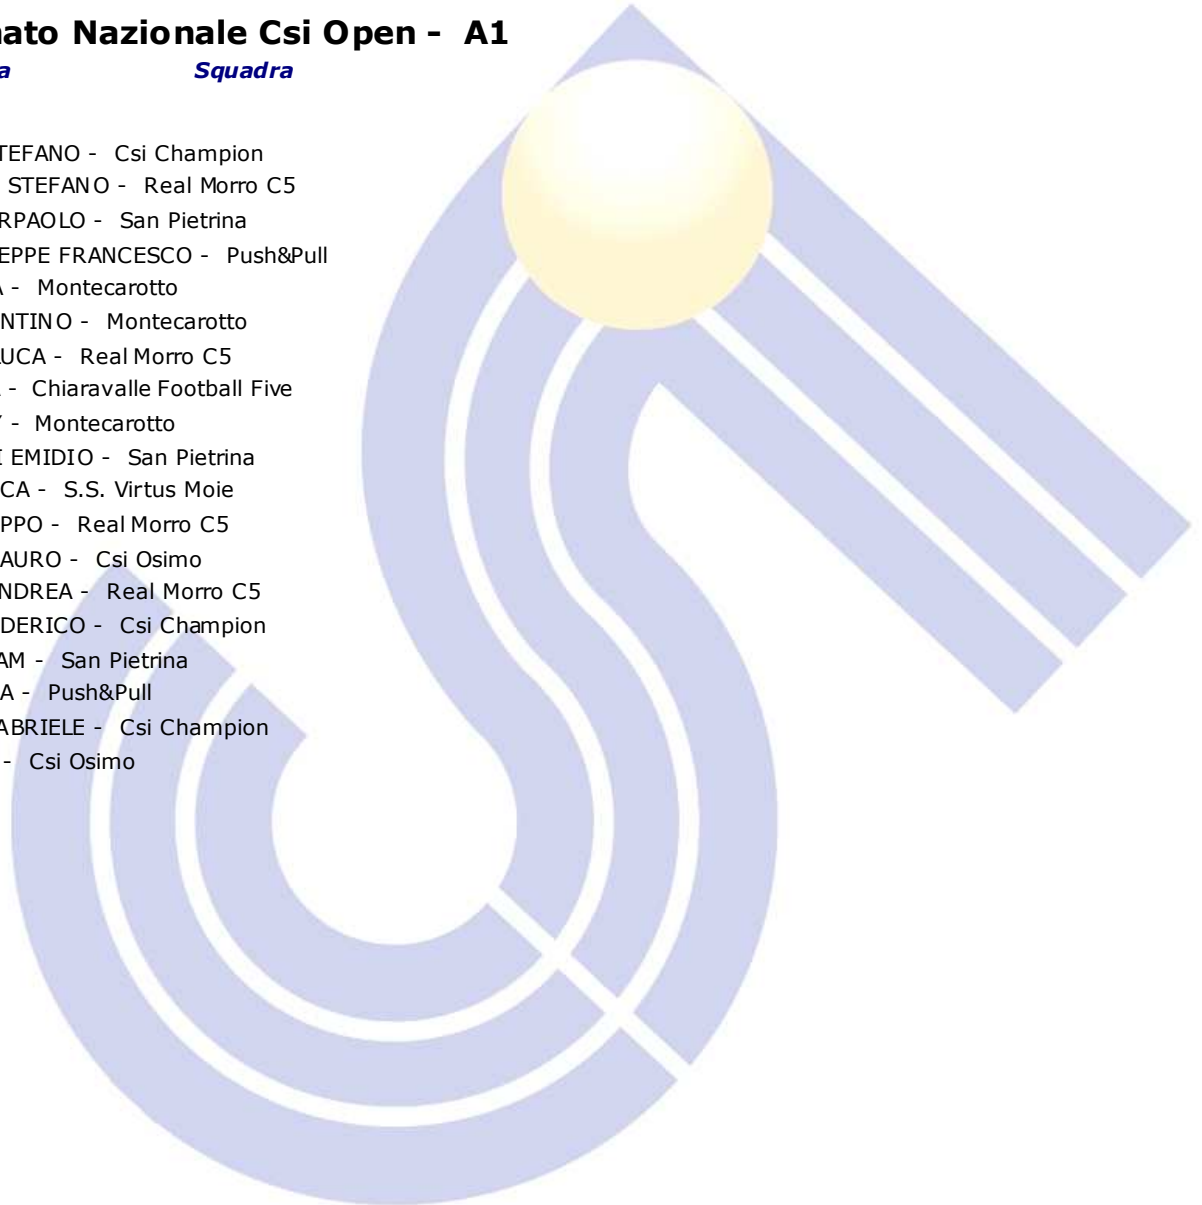 ato Nazionale Csi Open - A1
a Squadra
TEFANO - Csi Champion
STEFANO - Real Morro C5
RPAOLO - San Pietrina
EPPE FRANCESCO - Push&Pull
A - Montecarotto
NTINO - Montecarotto
UCA - Real Morro C5
- Chiaravalle Football Five
Y - Montecarotto
I EMIDIO - San Pietrina
CA - S.S. Virtus Moie
PPO - Real Morro C5
AURO - Csi Osimo
NDREA - Real Morro C5
DERICO - Csi Champion
AM - San Pietrina
A - Push&Pull
ABRIELE - Csi Champion
- Csi Osimo